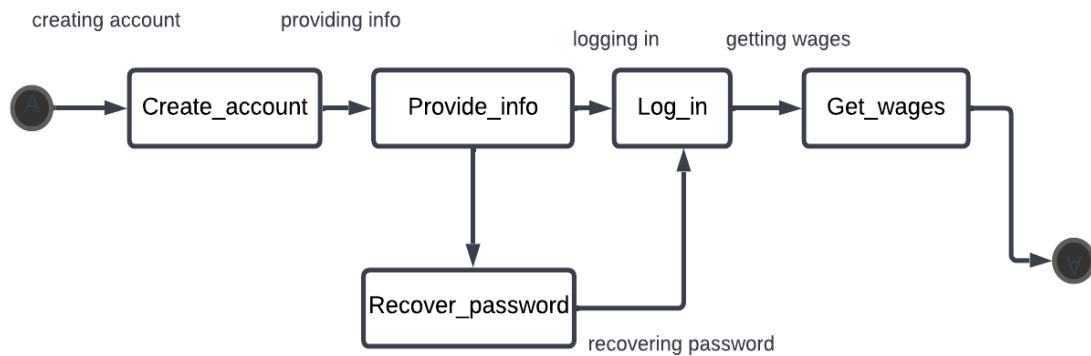 creating account
providing info
logging in
getting wages
A
Create_account
Provide_info
Log_in
Get_wages
A
Recover_password
recovering password